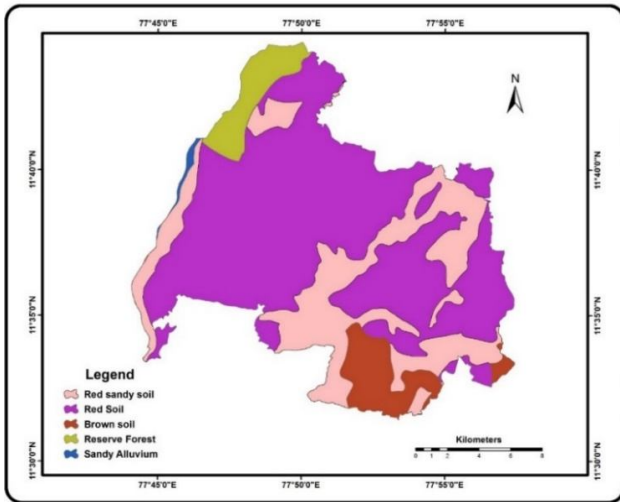 77°45'0"E 77°50'0"E 77°55'0"E
N
11°40'0"N 11°40'0"N
11°35'0"N 11°35'0"N
11°30'0"N 11°30'0"N
Legend
Red sandy soil
Red Soil
Brown soil
Reserve Forest
Sandy Alluvium
Kilometers
0 1 2 4 6 8
77°45'0"E 77°50'0"E 77°55'0"E